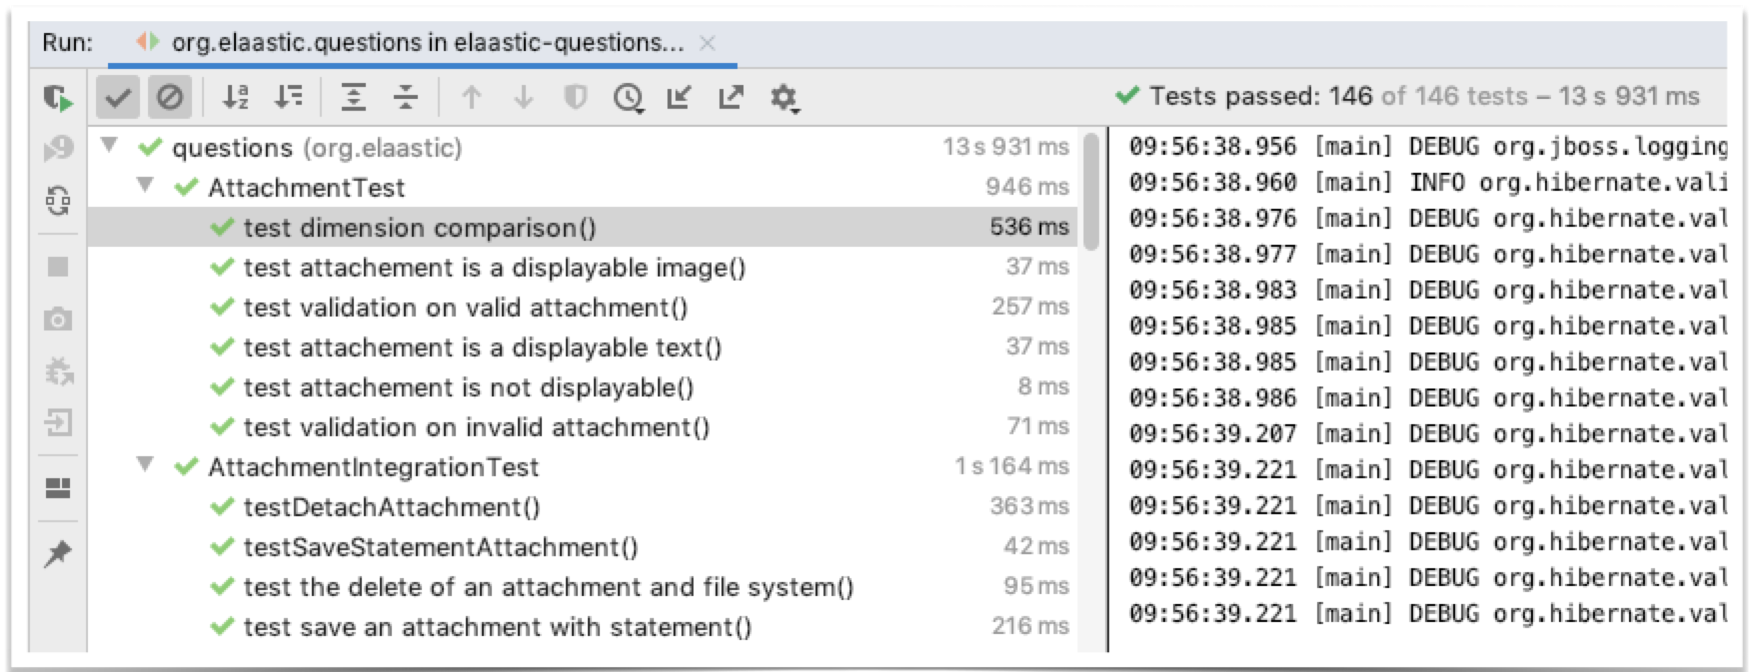 Run: org.elaastic.questions in elaastic-questions...
Tests passed: 146 of 146 tests – 13 s 931 ms
questions (org.elaastic) 13 s 931 ms
AttachmentTest 946 ms
test dimension comparison() 536 ms
test attachement is a displayable image() 37 ms
test validation on valid attachment() 257 ms
test attachement is a displayable text() 37 ms
test attachement is not displayable() 8 ms
test validation on invalid attachment() 71 ms
AttachmentIntegrationTest 1 s 164 ms
testDetachAttachment() 363 ms
testSaveStatementAttachment() 42 ms
test the delete of an attachment and file system() 95 ms
test save an attachment with statement() 216 ms
09:56:38.956 [main] DEBUG org.jboss.logging
09:56:38.960 [main] INFO org.hibernate.vali
09:56:38.976 [main] DEBUG org.hibernate.val
09:56:38.977 [main] DEBUG org.hibernate.val
09:56:38.983 [main] DEBUG org.hibernate.val
09:56:38.985 [main] DEBUG org.hibernate.val
09:56:38.985 [main] DEBUG org.hibernate.val
09:56:38.986 [main] DEBUG org.hibernate.val
09:56:39.207 [main] DEBUG org.hibernate.val
09:56:39.221 [main] DEBUG org.hibernate.val
09:56:39.221 [main] DEBUG org.hibernate.val
09:56:39.221 [main] DEBUG org.hibernate.val
09:56:39.221 [main] DEBUG org.hibernate.val
09:56:39.221 [main] DEBUG org.hibernate.val